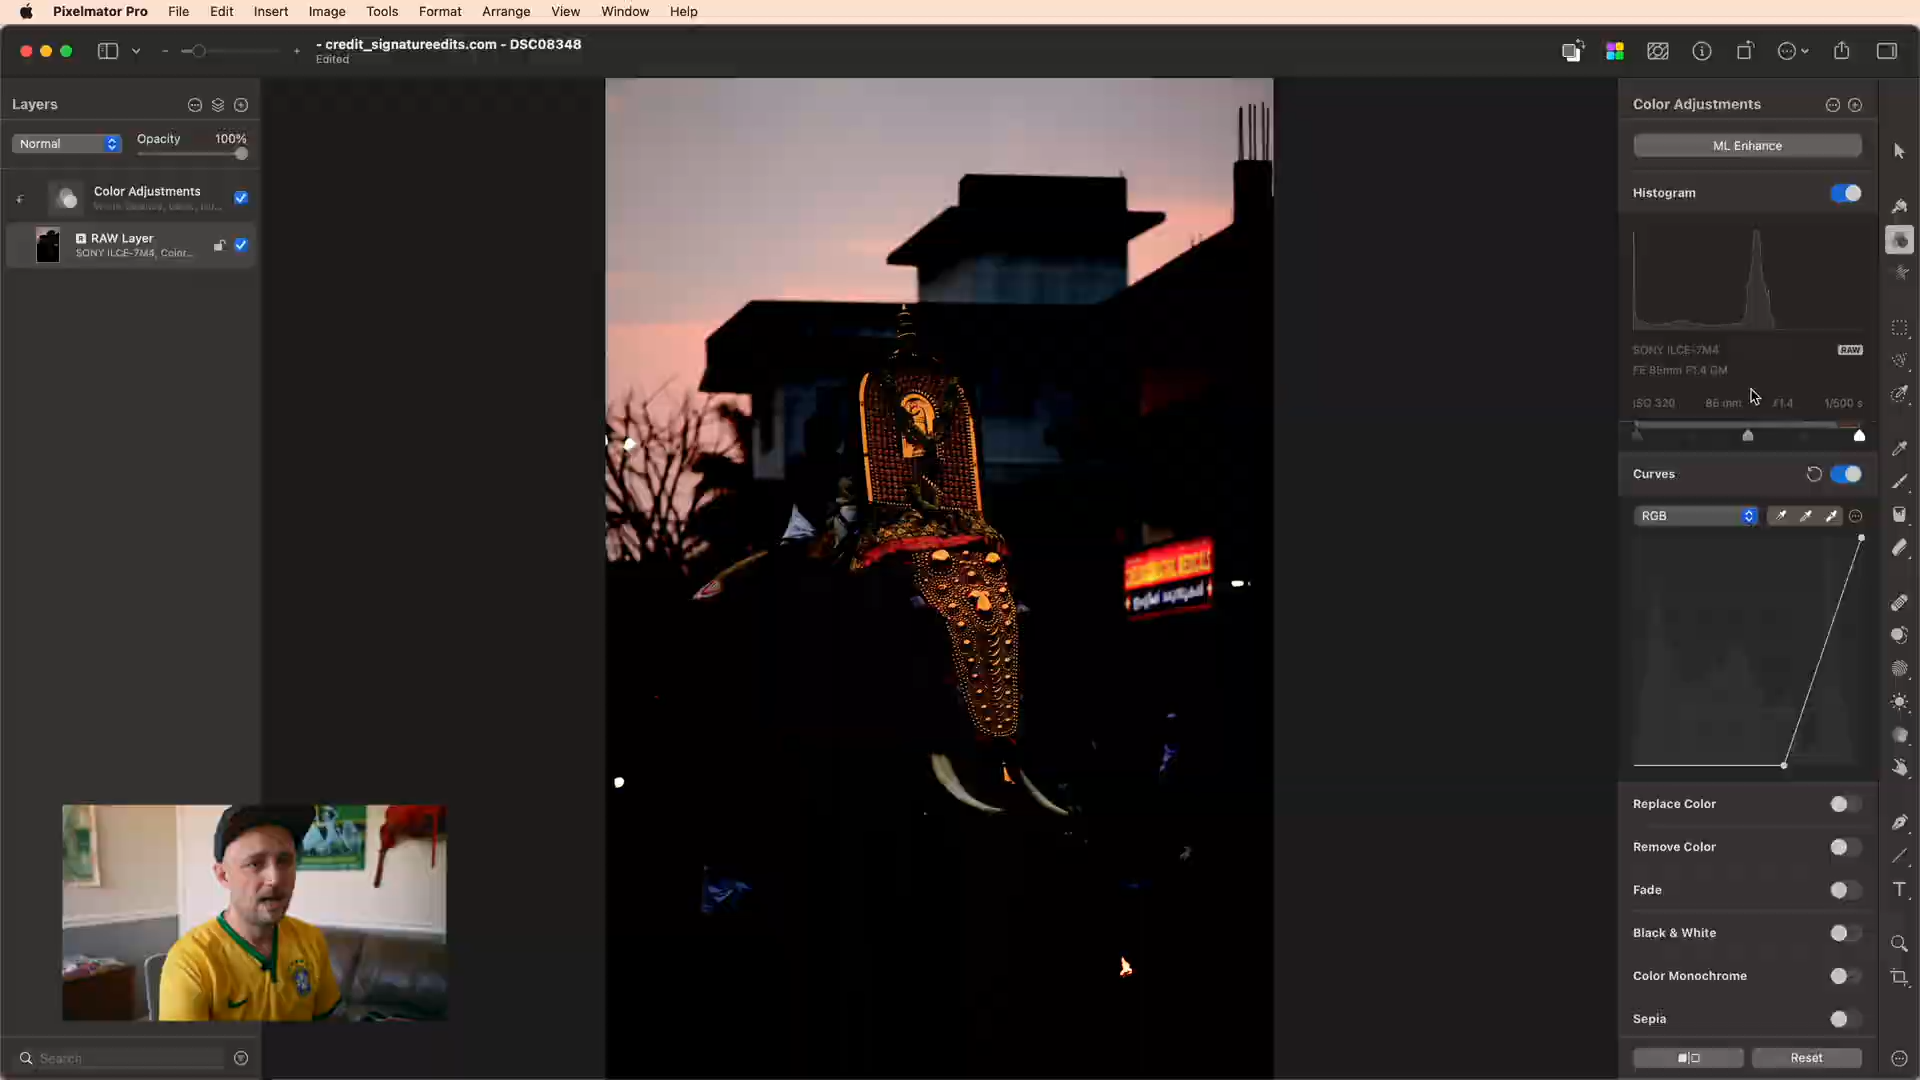 Pixelmator Pro
File
Edit
Insert
Image
Tools
Format
Arrange
View
Window
Help
- credit_signatureedits.com - DSC08348
Edited
Layers
Normal
Opacity
100%
Color Adjustments
RAW Layer
SONY ILCE-7M4, Color...
Search
Color Adjustments
ML Enhance
Histogram
SONY ILCE-7M4
RAW
FE 85mm F1.4 GM
ISO 320
85 mm
ƒ1.4
1/500 s
Curves
RGB
Replace Color
Remove Color
Fade
Black & White
Color Monochrome
Sepia
Reset